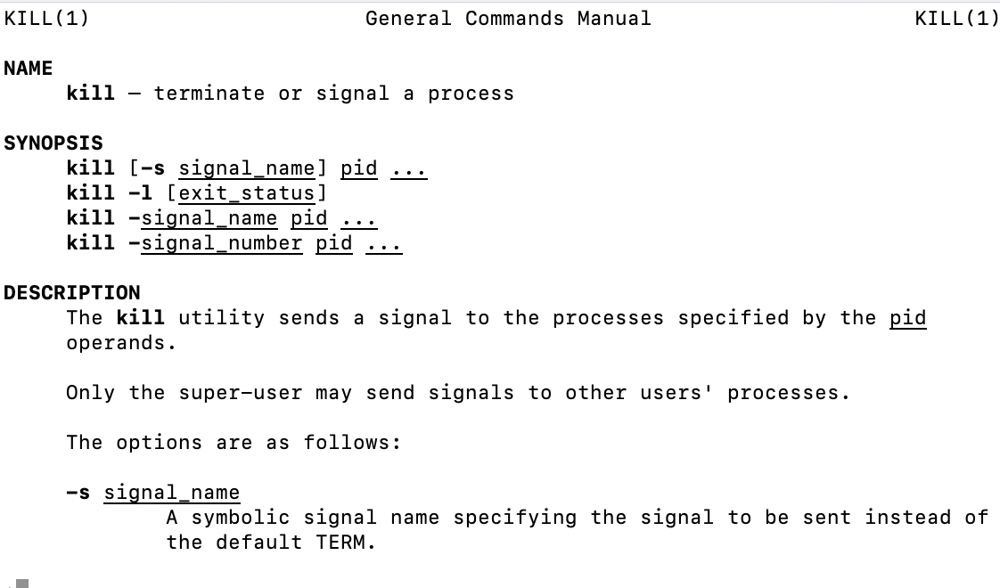 KILL(1) General Commands Manual KILL(1)
NAME
kill – terminate or signal a process
SYNOPSIS
kill [-s signal_name] pid ...
kill -l [exit_status]
kill -signal_name pid ...
kill -signal_number pid ...
DESCRIPTION
The kill utility sends a signal to the processes specified by the pid
operands.
Only the super-user may send signals to other users' processes.
The options are as follows:
-s signal_name
A symbolic signal name specifying the signal to be sent instead of
the default TERM.